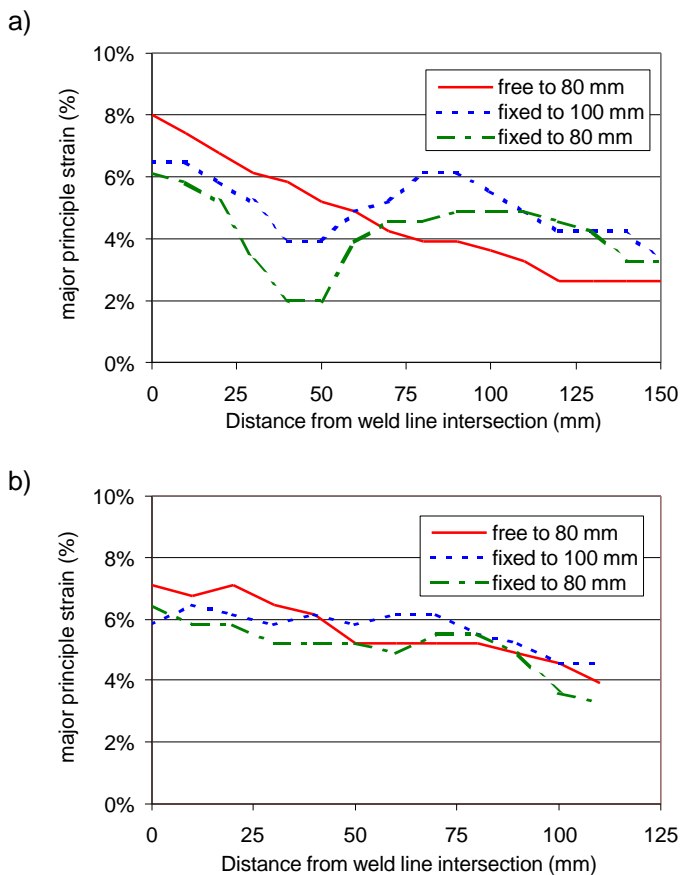 a)
10%
8%
6%
4%
2%
0%
major principle strain (%)
free to 80 mm
fixed to 100 mm
fixed to 80 mm
0 25 50 75 100 125 150
Distance from weld line intersection (mm)
b)
10%
8%
6%
4%
2%
0%
major principle strain (%)
free to 80 mm
fixed to 100 mm
fixed to 80 mm
0 25 50 75 100 125
Distance from weld line intersection (mm)